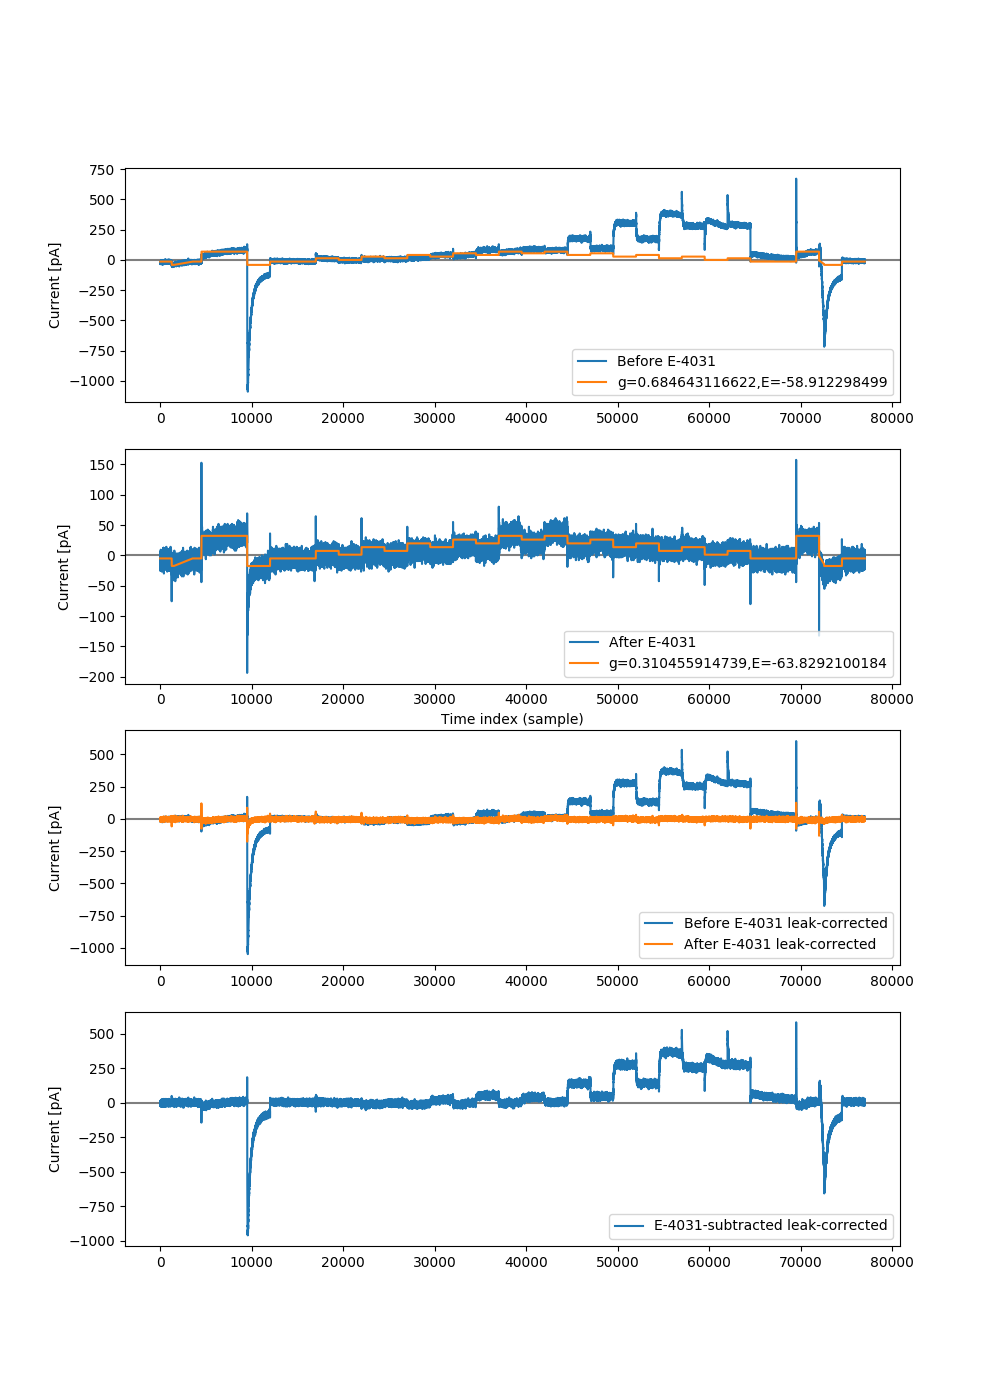 750
500
250
0
−250
−500
−750
−1000
Current [pA]
Before E-4031
g=0.684643116622,E=-58.912298499
0 10000 20000 30000 40000 50000 60000 70000 80000
150
100
50
0
−50
−100
−150
−200
Current [pA]
After E-4031
g=0.310455914739,E=-63.8292100184
0 10000 20000 30000 40000 50000 60000 70000 80000
Time index (sample)
500
250
0
−250
−500
−750
−1000
Current [pA]
Before E-4031 leak-corrected
After E-4031 leak-corrected
0 10000 20000 30000 40000 50000 60000 70000 80000
500
250
0
−250
−500
−750
−1000
Current [pA]
E-4031-subtracted leak-corrected
0 10000 20000 30000 40000 50000 60000 70000 80000